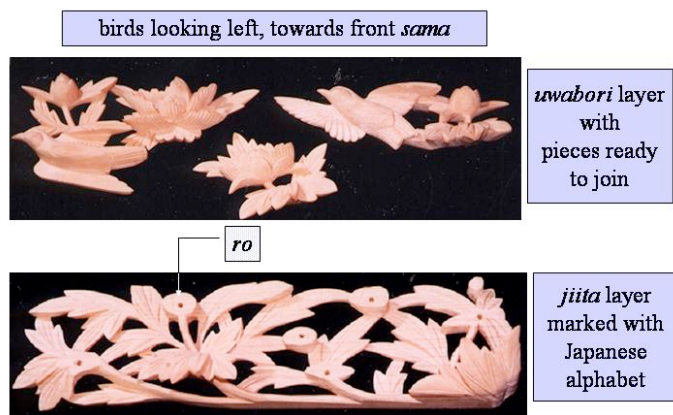 birds looking left, towards front sama
uwabori layer
with
pieces ready
to join
ro
jiita layer
marked with
Japanese
alphabet